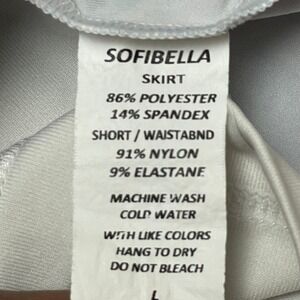 SOFIBELLA
SKIRT
86% POLYESTER
14% SPANDEX
SHORT / WAISTABND
91% NYLON
9% ELASTANE
MACHINE WASH
COLD WATER
WITH LIKE COLORS
HANG TO DRY
DO NOT BLEACH
L